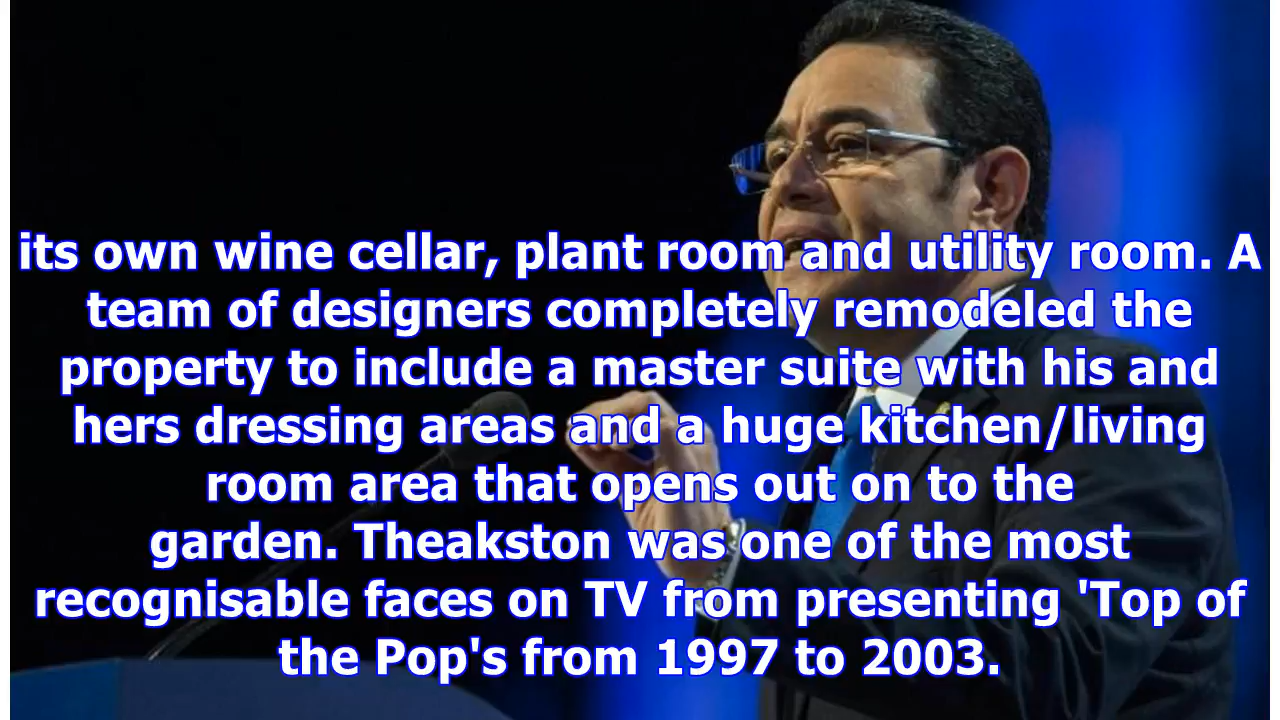 its own wine cellar, plant room and utility room. A
team of designers completely remodeled the
property to include a master suite with his and
hers dressing areas and a huge kitchen/living
room area that opens out on to the
garden. Theakston was one of the most
recognisable faces on TV from presenting 'Top of
the Pop's from 1997 to 2003.